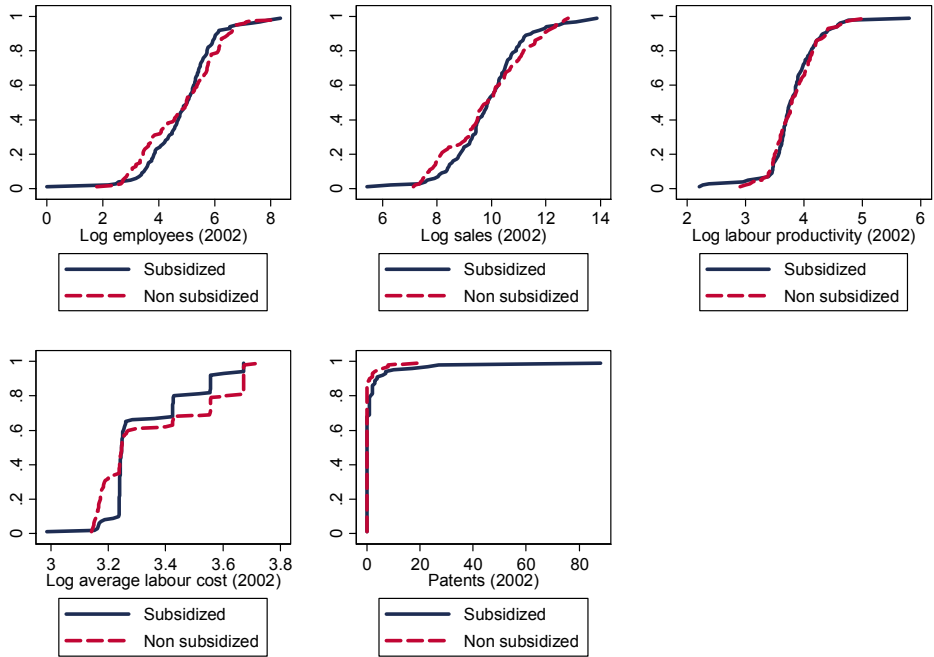 0 .2 .4 .6 .8 1
0 2 4 6 8
Log employees (2002)
Subsidized
Non subsidized
0 .2 .4 .6 .8 1
6 8 10 12 14
Log sales (2002)
Subsidized
Non subsidized
0 .2 .4 .6 .8 1
2 3 4 5 6
Log labour productivity (2002)
Subsidized
Non subsidized
0 .2 .4 .6 .8 1
3 3.2 3.4 3.6 3.8
Log average labour cost (2002)
Subsidized
Non subsidized
0 .2 .4 .6 .8 1
0 20 40 60 80
Patents (2002)
Subsidized
Non subsidized